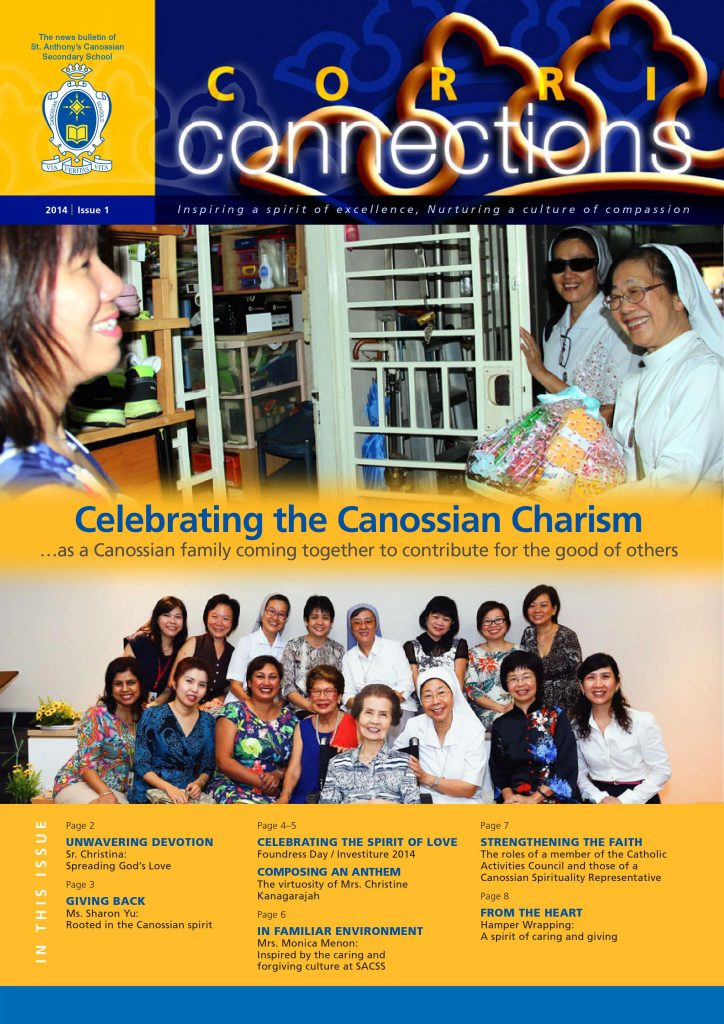 The news bulletin of
St. Anthony's Canossian
Secondary School
CANOSSIAN SCHOOLS
VIA VERITAS VITA
CORRI
connections
2014 | Issue 1
Inspiring a spirit of excellence, Nurturing a culture of compassion
Celebrating the Canossian Charism
…as a Canossian family coming together to contribute for the good of others
IN THIS ISSUE
Page 2
UNWAVERING DEVOTION
Sr. Christina:
Spreading God's Love
Page 3
GIVING BACK
Ms. Sharon Yu:
Rooted in the Canossian spirit
Page 4–5
CELEBRATING THE SPIRIT OF LOVE
Foundress Day / Investiture 2014
COMPOSING AN ANTHEM
The virtuosity of Mrs. Christine
Kanagarajah
Page 6
IN FAMILIAR ENVIRONMENT
Mrs. Monica Menon:
Inspired by the caring and
forgiving culture at SACSS
Page 7
STRENGTHENING THE FAITH
The roles of a member of the Catholic
Activities Council and those of a
Canossian Spirituality Representative
Page 8
FROM THE HEART
Hamper Wrapping:
A spirit of caring and giving